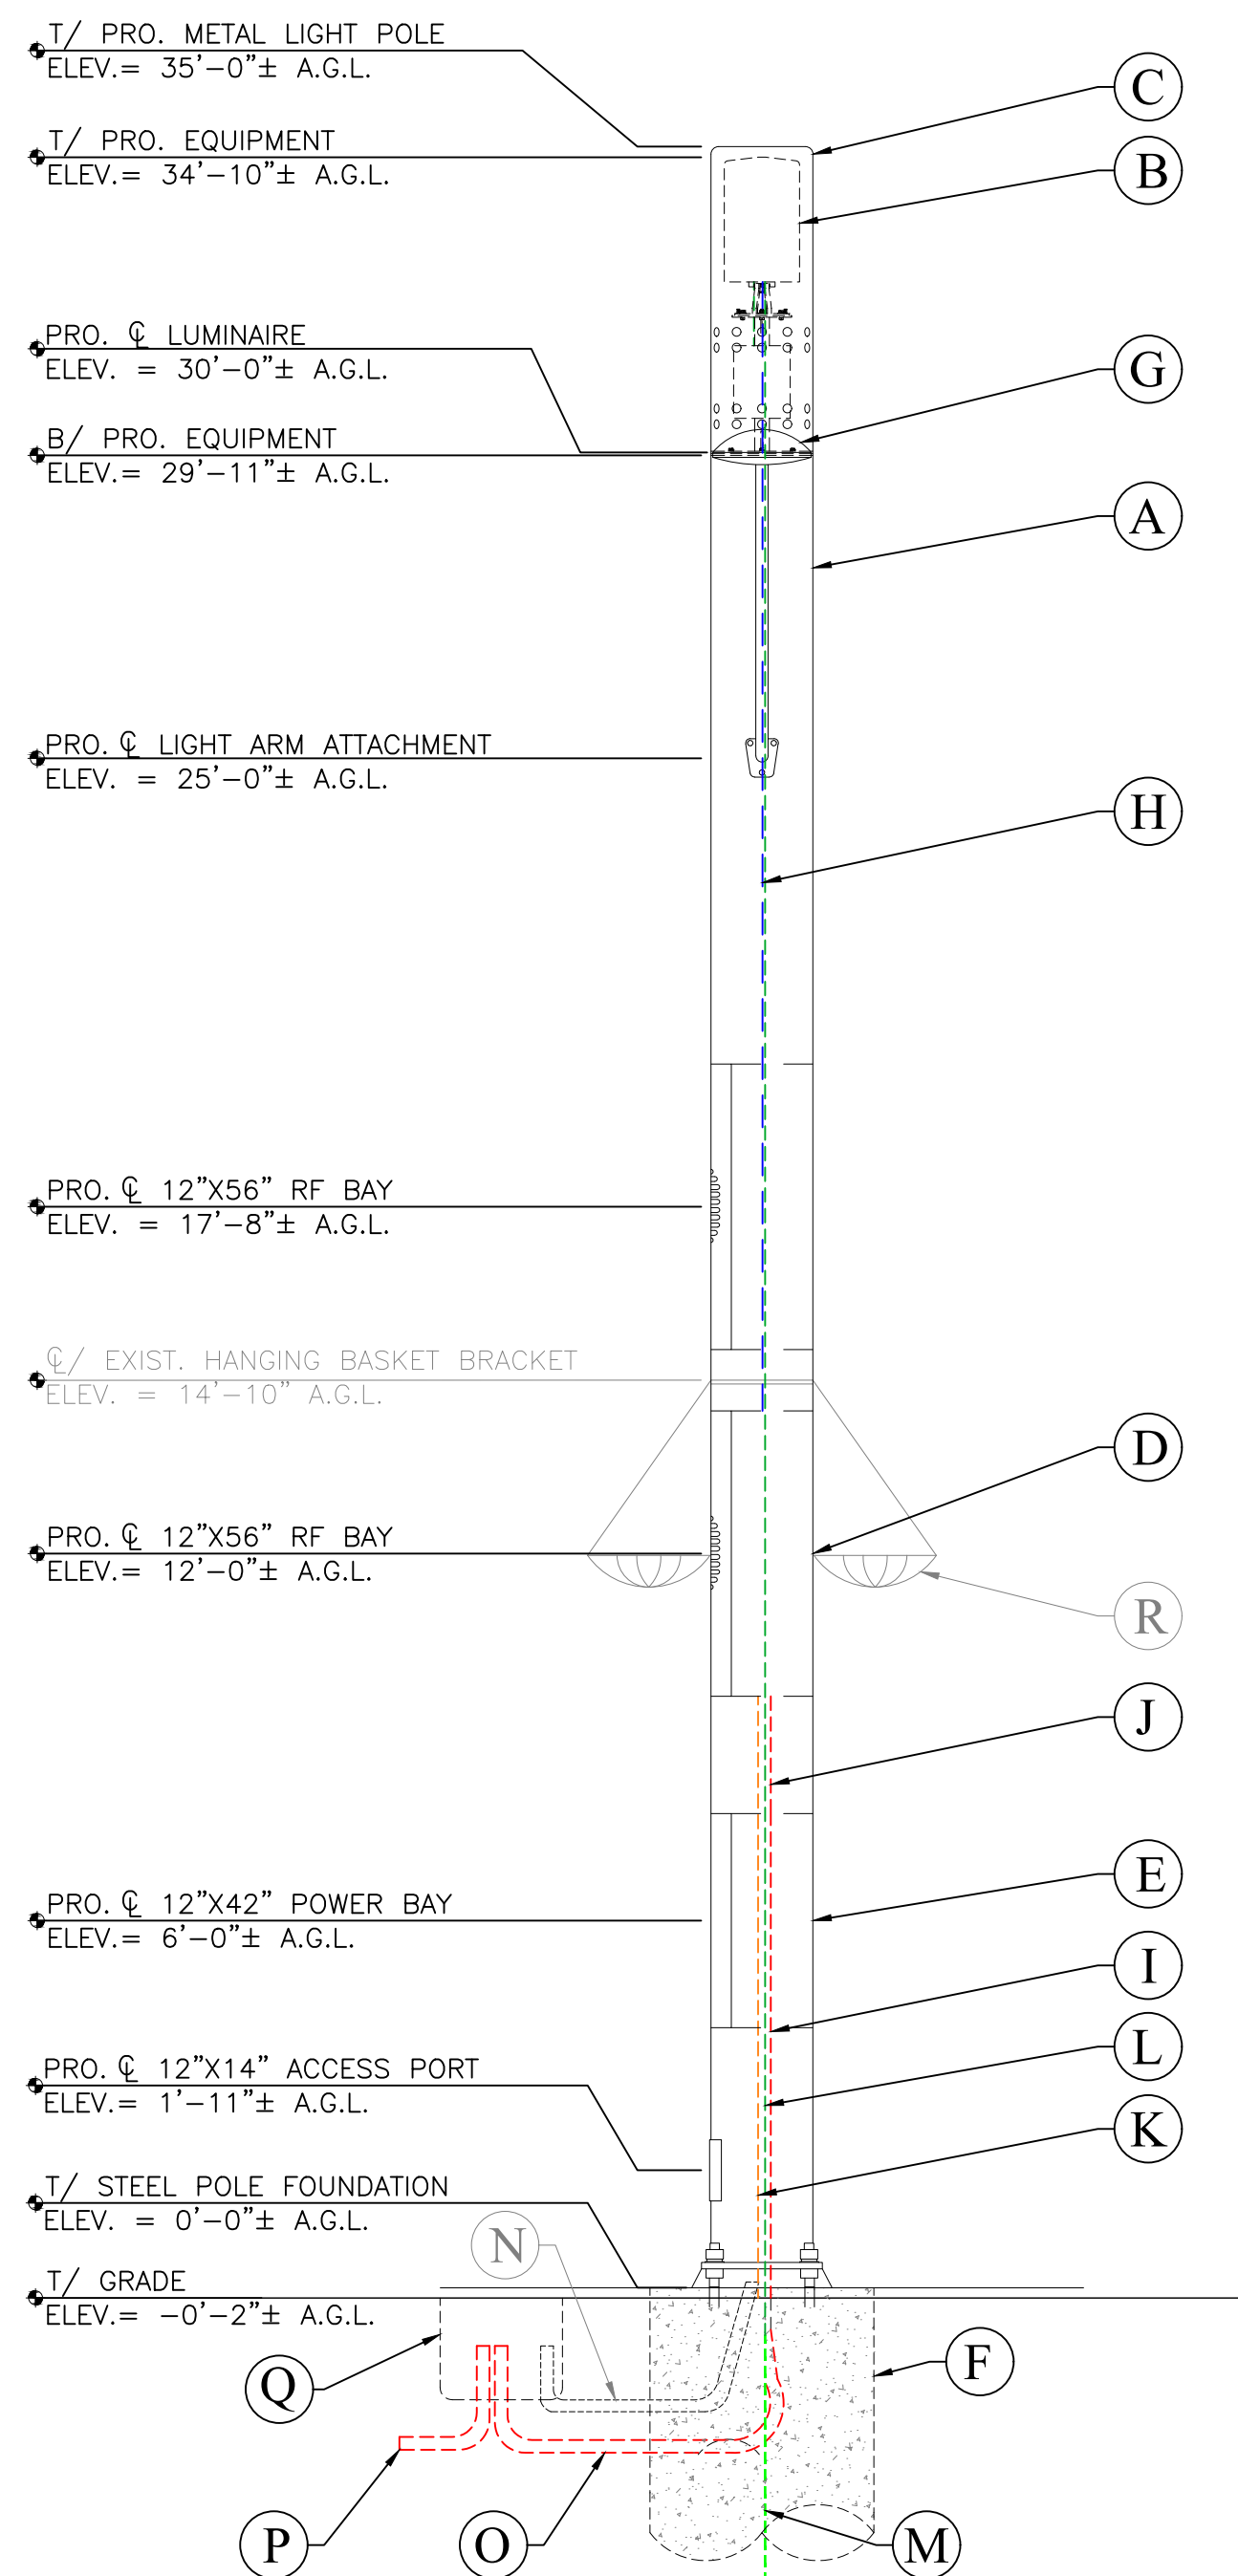 T/ PRO. METAL LIGHT POLE
ELEV.= 35'-0"± A.G.L.
C
T/ PRO. EQUIPMENT
ELEV.= 34'-10"± A.G.L.
B
PRO. ℄ LUMINAIRE
ELEV. = 30'-0"± A.G.L.
G
B/ PRO. EQUIPMENT
ELEV.= 29'-11"± A.G.L.
A
PRO. ℄ LIGHT ARM ATTACHMENT
ELEV. = 25'-0"± A.G.L.
H
PRO. ℄ 12"X56" RF BAY
ELEV. = 17'-8"± A.G.L.
℄/ EXIST. HANGING BASKET BRACKET
ELEV. = 14'-10" A.G.L.
D
PRO. ℄ 12"X56" RF BAY
ELEV.= 12'-0"± A.G.L.
R
J
E
PRO. ℄ 12"X42" POWER BAY
ELEV.= 6'-0"± A.G.L.
I
L
PRO. ℄ 12"X14" ACCESS PORT
ELEV.= 1'-11"± A.G.L.
K
T/ STEEL POLE FOUNDATION
ELEV. = 0'-0"± A.G.L.
N
T/ GRADE
ELEV.= -0'-2"± A.G.L.
F
Q
P
O
M